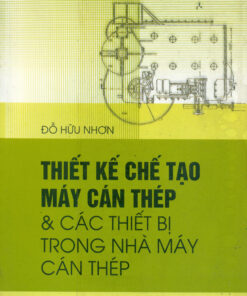 ĐỖ HỮU NHƠN
THIẾT KẾ CHẾ TẠO
MÁY CÁN THÉP
& CÁC THIẾT BỊ
TRONG NHÀ MÁY
CÁN THÉP